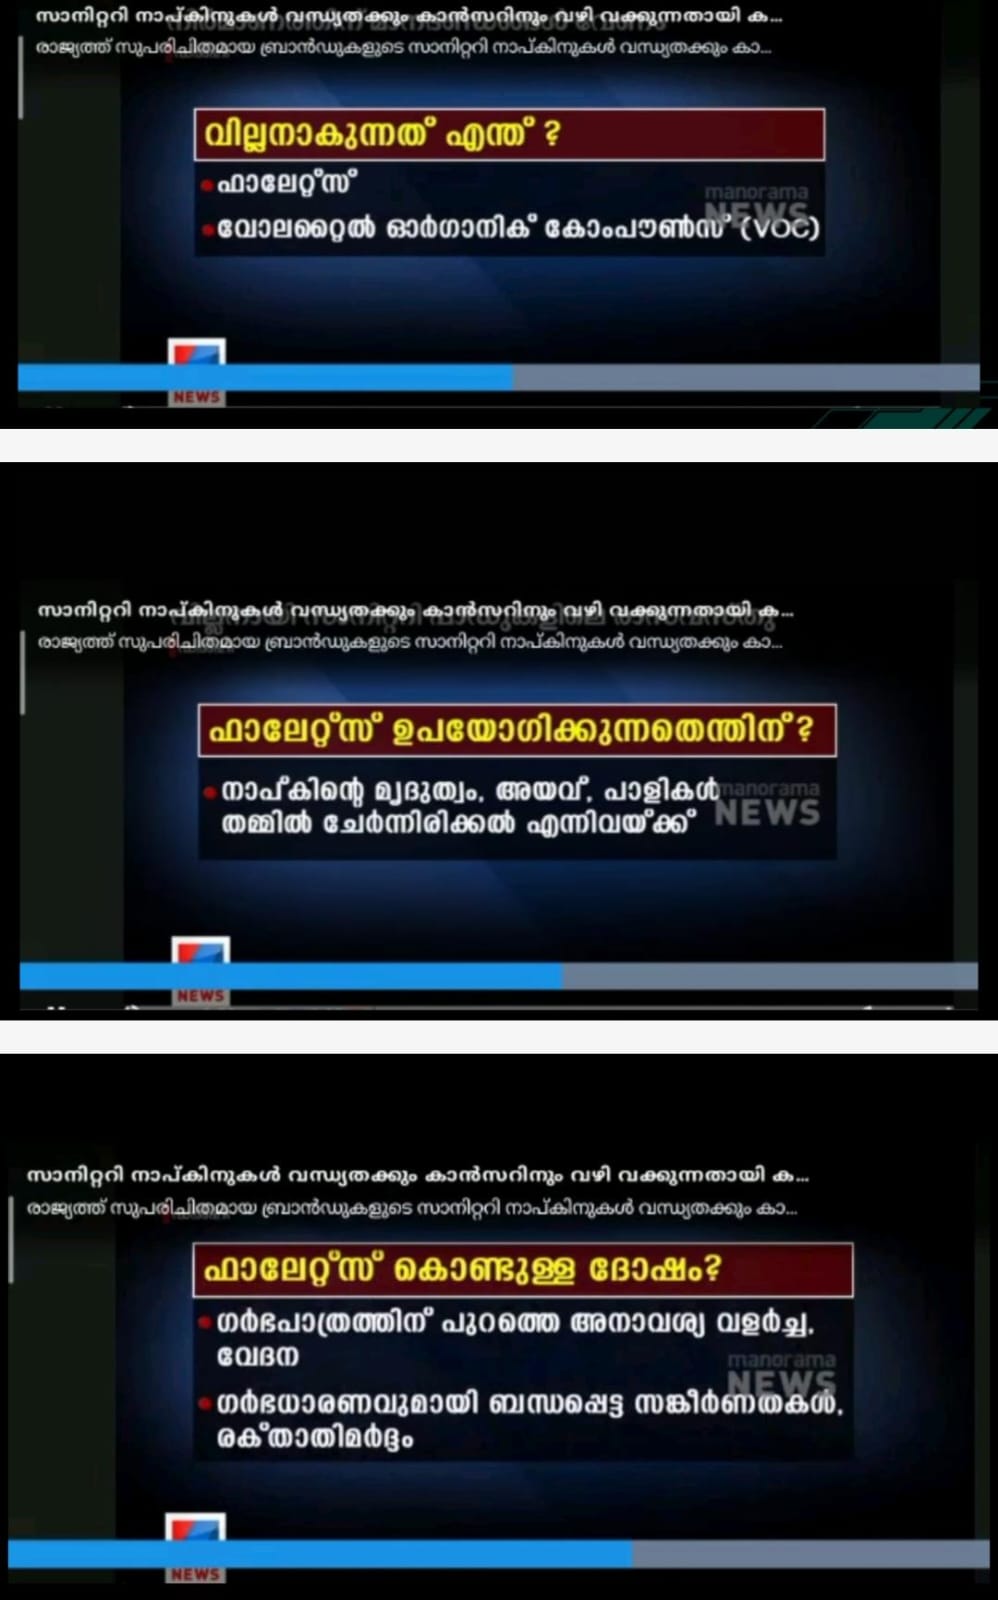 സാനിറ്ററി നാപ്കിനുകൾ വന്ധ്യതക്കും കാൻസറിനും വഴി വക്കുന്നതായി ക...
രാജ്യത്ത് സുപരിചിതമായ ബ്രാൻഡുകളുടെ സാനിറ്ററി നാപ്കിനുകൾ വന്ധ്യതക്കും കാ...
വില്ലനാകുന്നത് എന്ത് ?
ഫാലേറ്റ്സ്
manorama
NEWS
വോലറ്റൈൽ ഓർഗാനിക് കോംപൗൺസ് (VOC)
NEWS
സാനിറ്ററി നാപ്കിനുകൾ വന്ധ്യതക്കും കാൻസറിനും വഴി വക്കുന്നതായി ക...
രാജ്യത്ത് സുപരിചിതമായ ബ്രാൻഡുകളുടെ സാനിറ്ററി നാപ്കിനുകൾ വന്ധ്യതക്കും കാ...
ഫാലേറ്റ്സ് ഉപയോഗിക്കുന്നതെന്തിന് ?
നാപ്കിന്റെ മൃദുത്വം, അയവ്, പാളികൾ
തമ്മിൽ ചേർന്നിരിക്കൽ എന്നിവയ്ക്ക്
manorama
NEWS
NEWS
സാനിറ്ററി നാപ്കിനുകൾ വന്ധ്യതക്കും കാൻസറിനും വഴി വക്കുന്നതായി ക...
രാജ്യത്ത് സുപരിചിതമായ ബ്രാൻഡുകളുടെ സാനിറ്ററി നാപ്കിനുകൾ വന്ധ്യതക്കും കാ...
ഫാലേറ്റ്സ് കൊണ്ടുള്ള ദോഷം?
ഗർഭപാത്രത്തിന് പുറത്തെ അനാവശ്യ വളർച്ച,
വേദന
manorama
NEWS
ഗർഭധാരണവുമായി ബന്ധപ്പെട്ട സങ്കീർണതകൾ,
രക്താതിമർദ്ദം
NEWS